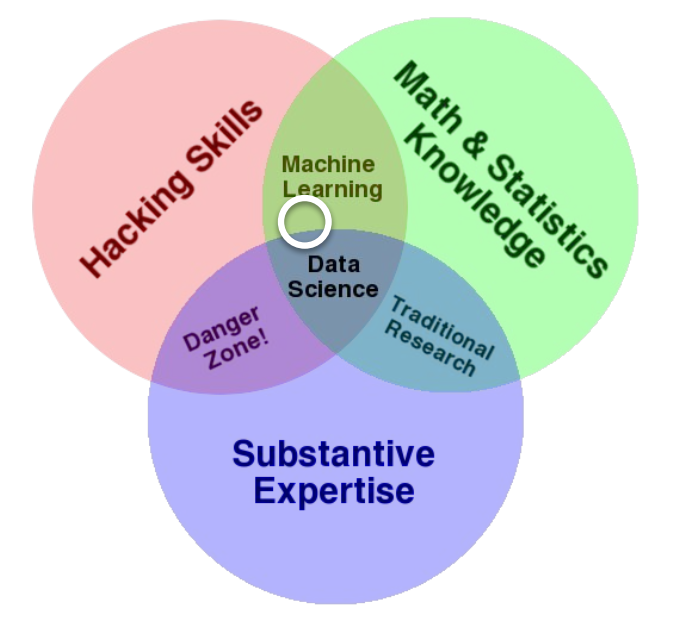 Hacking Skills
Math & Statistics
Knowledge
Machine
Learning
Data
Science
Danger
Zone!
Traditional
Research
Substantive
Expertise